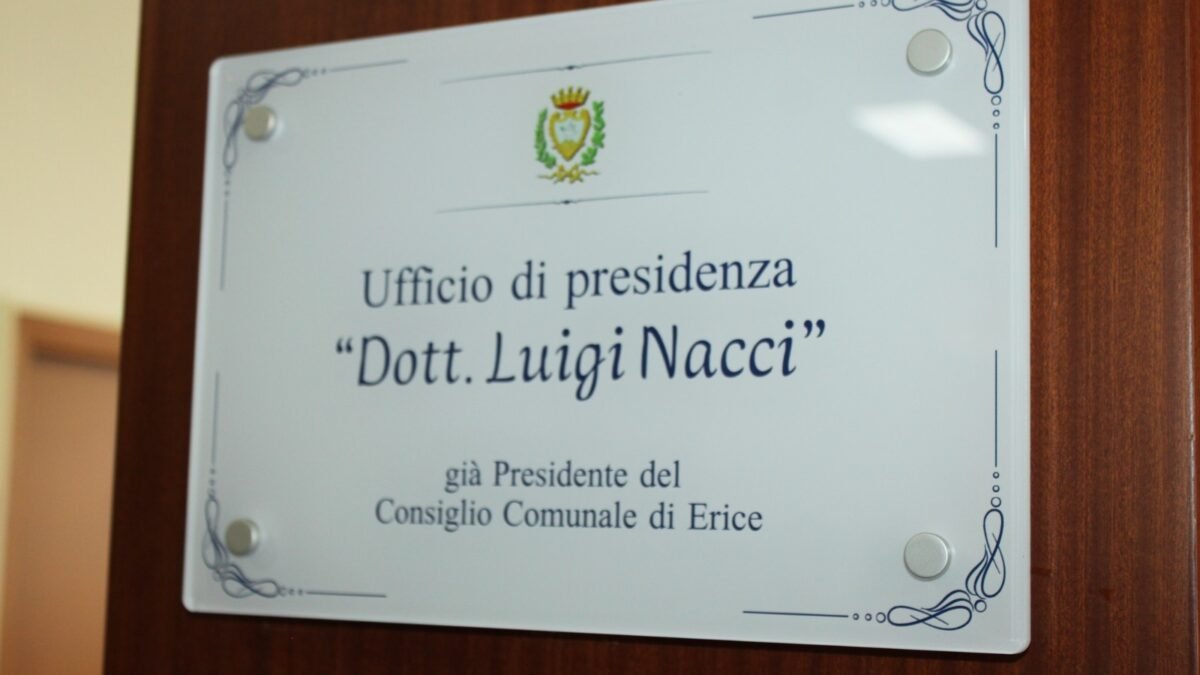 Ufficio di presidenza
“Dott. Luigi Nacci”
già Presidente del
Consiglio Comunale di Erice